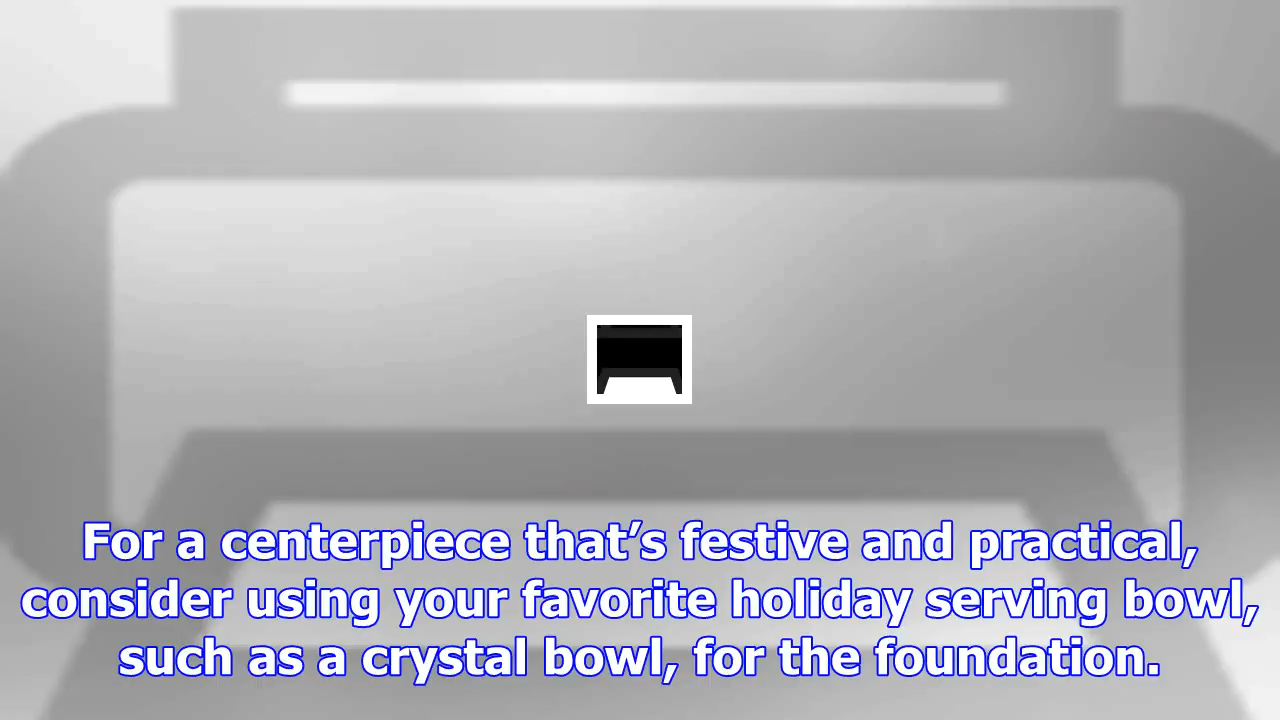 For a centerpiece that’s festive and practical,
consider using your favorite holiday serving bowl,
such as a crystal bowl, for the foundation.